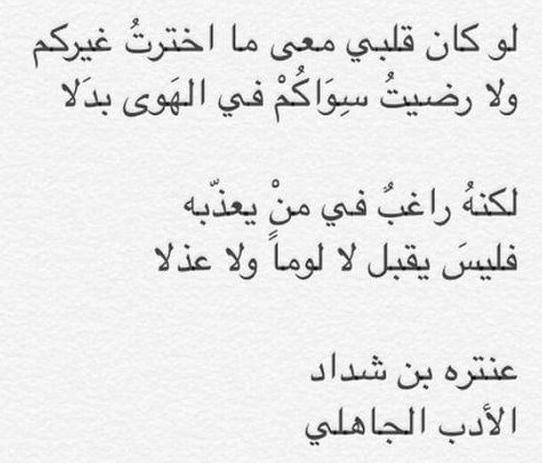 لو كان قلبي معى ما اخترتُ غيركم
ولا رضيتُ سِوَاكُمْ في الهَوى بدَلا
لكنهُ راغبٌ في منْ يعذّبه
فليسَ يقبل لا لوماً ولا عذلا
عنتره بن شداد
الأدب الجاهلي